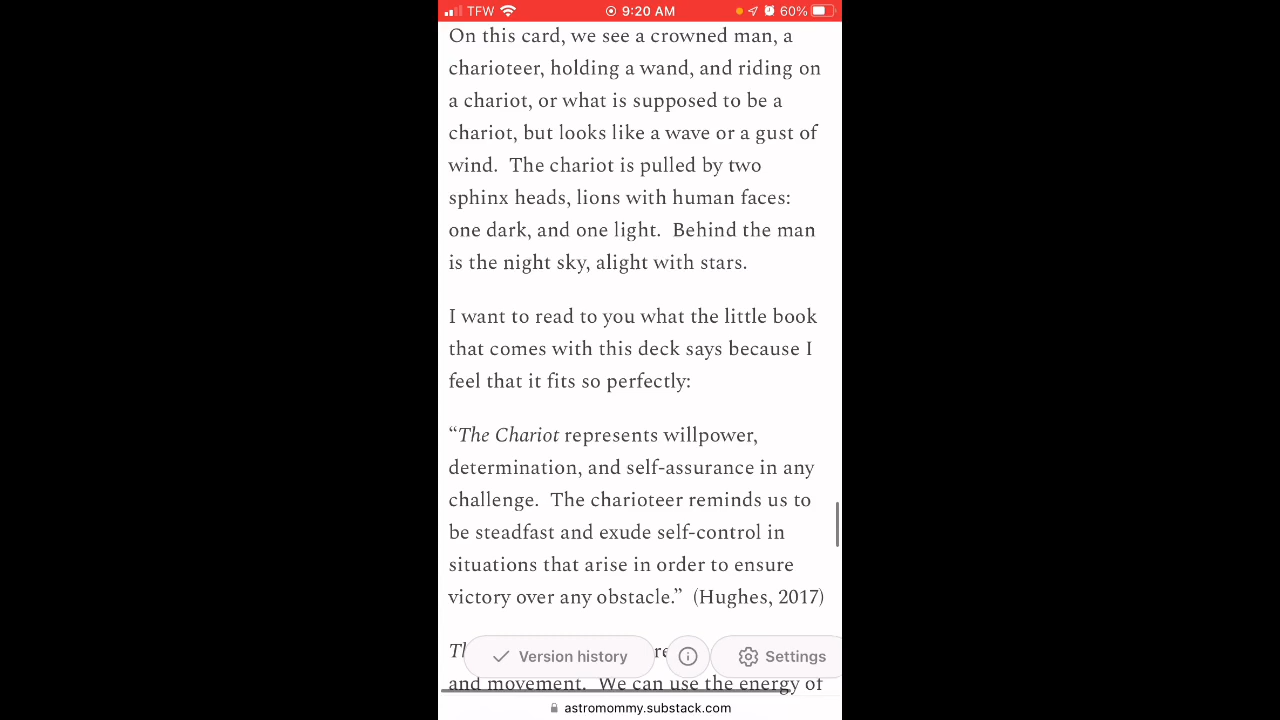 TFW 9:20 AM 60%
On this card, we see a crowned man, a
charioteer, holding a wand, and riding on
a chariot, or what is supposed to be a
chariot, but looks like a wave or a gust of
wind.  The chariot is pulled by two
sphinx heads, lions with human faces:
one dark, and one light.  Behind the man
is the night sky, alight with stars.
I want to read to you what the little book
that comes with this deck says because I
feel that it fits so perfectly:
“The Chariot represents willpower,
determination, and self-assurance in any
challenge.  The charioteer reminds us to
be steadfast and exude self-control in
situations that arise in order to ensure
victory over any obstacle.”  (Hughes, 2017)
Version history Settings
and movement.  We can use the energy of
astromommy.substack.com